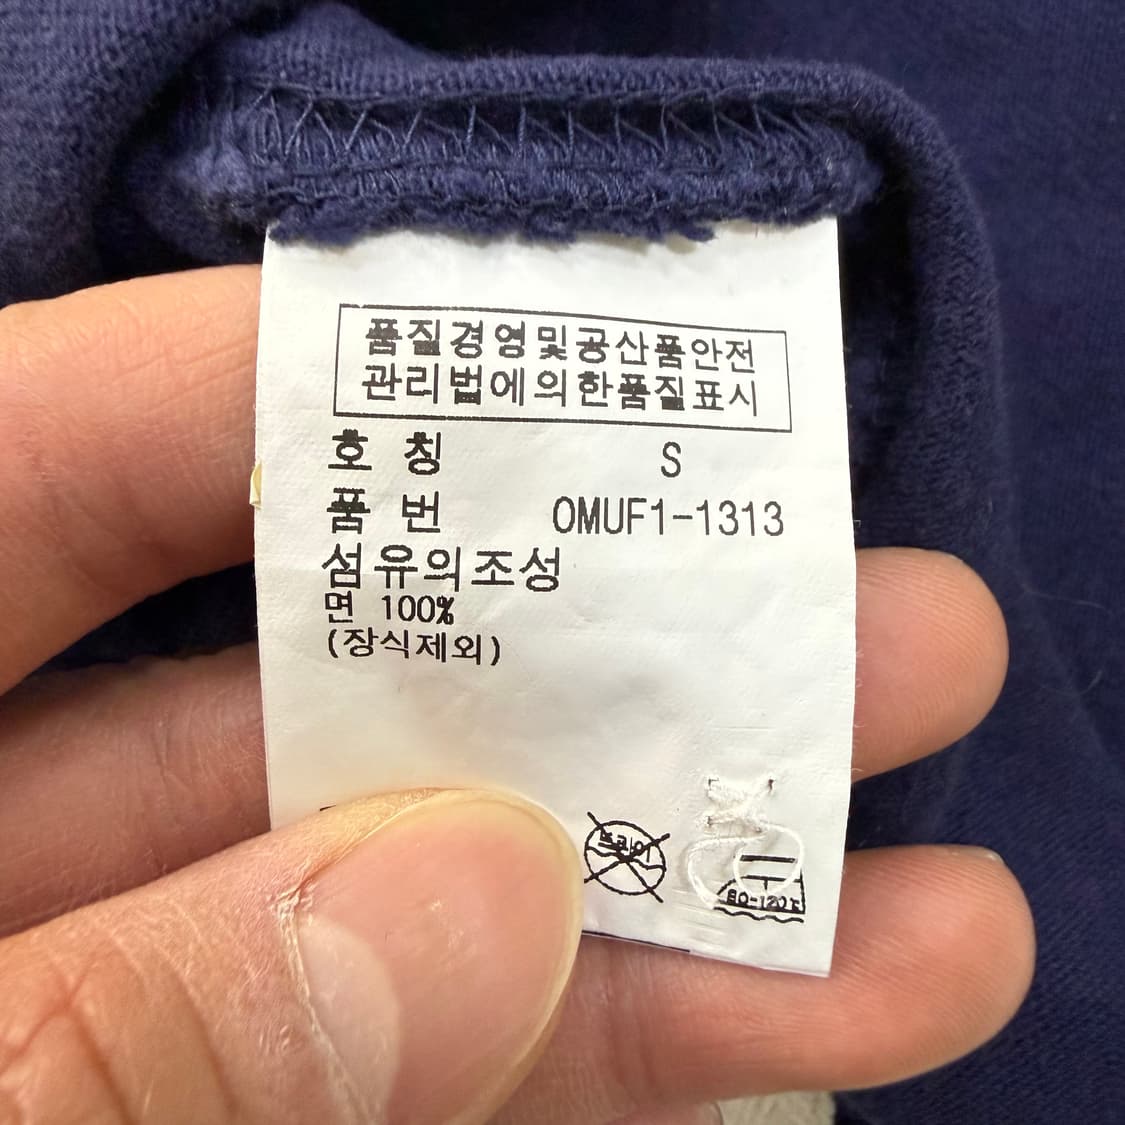 품질경영및공산품안전
관리법에의한품질표시
호 칭 S
품 번 OMUF1-1313
섬유의조성
면 100%
(장식제외)
드라이
80-120℃